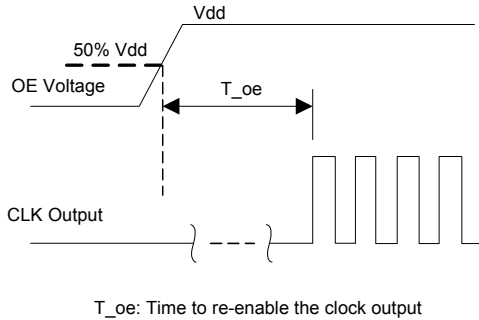 Vdd
50% Vdd
OE Voltage
T_oe
CLK Output
T_oe: Time to re-enable the clock output